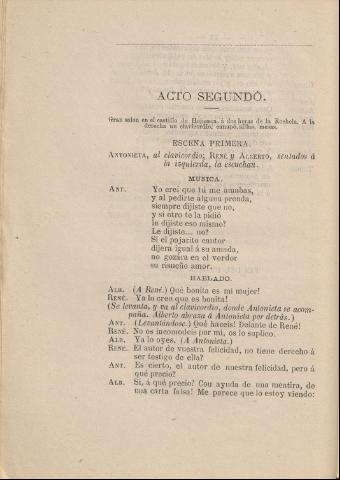 ACTO SEGUNDO.
Gran salon en el castillo de á dos horas de la Rochela. A la
derecha un clavicordio, canapé, sillas, mesas.
ESCENA PRIMERA.
ANTONIETA, al clavicordio; RENÉ y ALBERTO, sentados á
la izquierda, la escuchan.
MUSICA.
ANT. Yo creí que tú me amabas,
y al pedirte alguna prenda,
siempre dijiste que no,
y si otro te la pidió
le dijiste eso mismo?
Le dijiste... no?
Si el pajarito cantor
dijera igual á su amada,
no gozára en el verdor
su risueño amor.
HABLADO.
ALB. (A René.) Qué bonita es mi mujer!
RENÉ. Ya lo creo que es bonita!
(Se levanta, y va al clavicordio, donde Antonieta se acom-
paña. Alberto abraza á Antonieta por detrás.)
ANT. (Levantándose.) Qué haceis! Delante de René!
RENÉ. No os incomodeis por mí, os lo suplico.
ALB. Ya lo oyes. (A Antonieta.)
RENÉ. El autor de vuestra felicidad, no tiene derecho á
ser testigo de ella?
ANT. Es cierto, el autor de nuestra felicidad, pero á
qué precio?
ALB. Sí, á qué precio? Con ayuda de una mentira, de
una carta falsa! Me parece que lo estoy viendo: